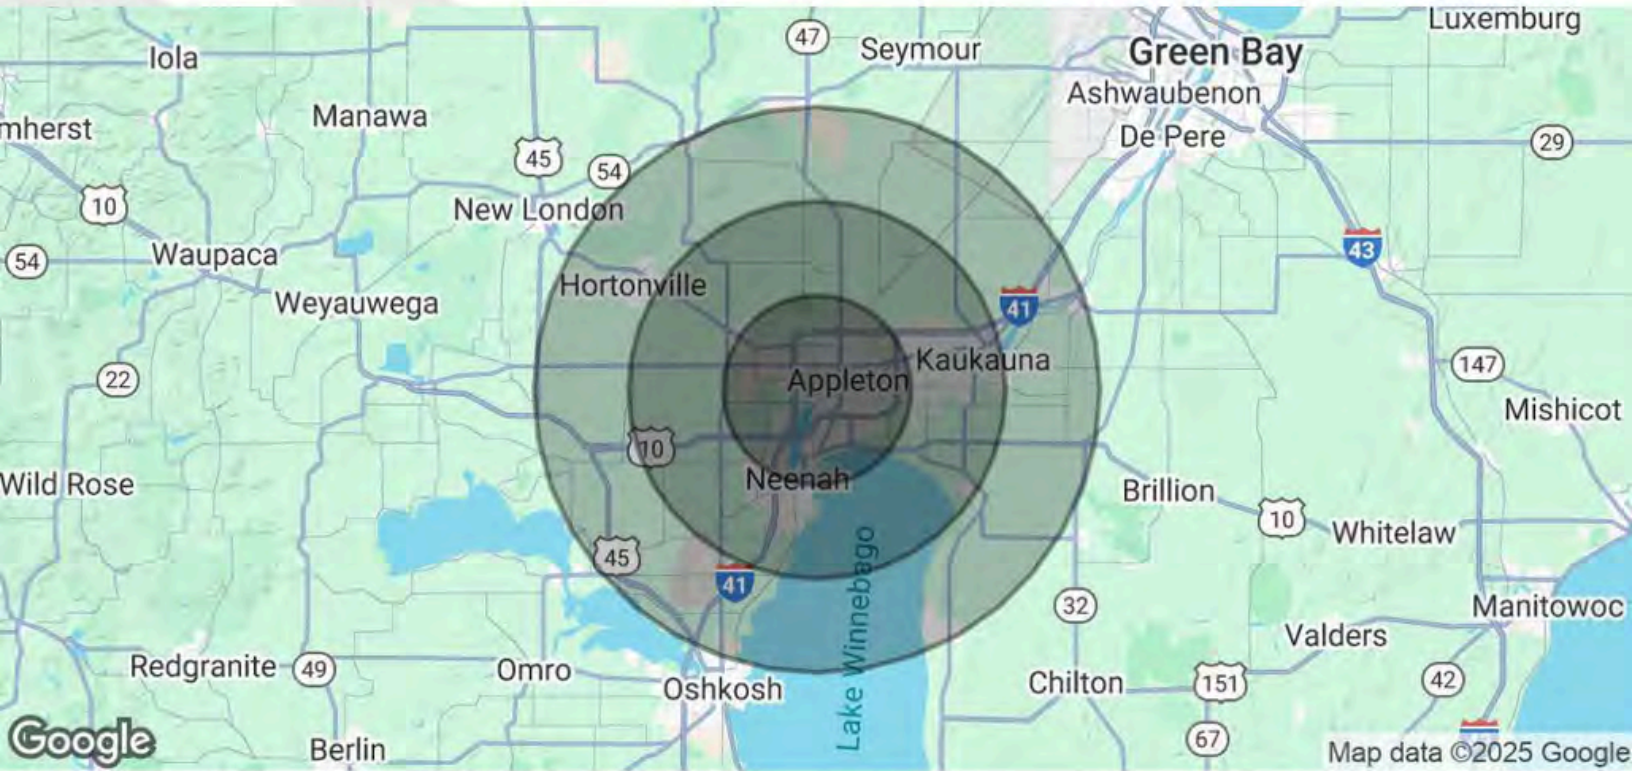 Luxemburg
47
Seymour
Green Bay
Iola
Ashwaubenon
Manawa
mherst
De Pere
29
45
54
10
New London
43
Waupaca
54
Hortonville
Weyauwega
41
Kaukauna
147
22
Appleton
Mishicot
10
Neenah
Wild Rose
Brillion
10
Whitelaw
45
41
Lake Winnebago
32
Manitowoc
Valders
Redgranite
49
Omro
Oshkosh
Chilton
151
42
67
Google
Berlin
Map data ©2025 Google